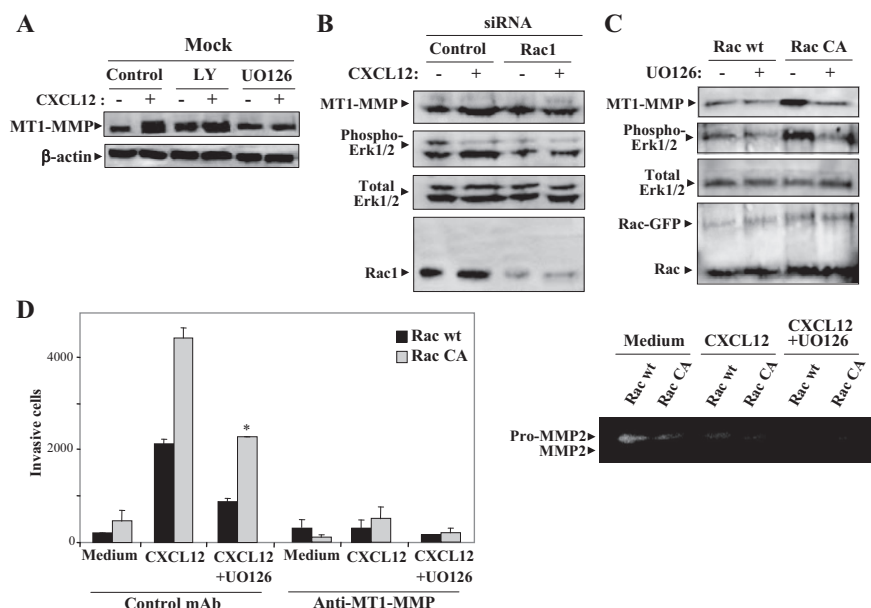 A
Mock
Control LY UO126
CXCL12 : - + - + - +
MT1-MMP
β-actin
B
siRNA
Control Rac1
CXCL12: - + - +
MT1-MMP
Phospho-
Erk1/2
Total
Erk1/2
Rac1
C
Rac wt Rac CA
UO126: - + - +
MT1-MMP
Phospho-
Erk1/2
Total
Erk1/2
Rac-GFP
Rac
D
Invasive cells
4000
2000
0
Rac wt
Rac CA
*
Medium CXCL12 CXCL12
+UO126
Medium CXCL12 CXCL12
+UO126
Control mAb Anti-MT1-MMP
Medium CXCL12 CXCL12
+UO126
Rac wt Rac CA Rac wt Rac CA Rac wt Rac CA
Pro-MMP2
MMP2